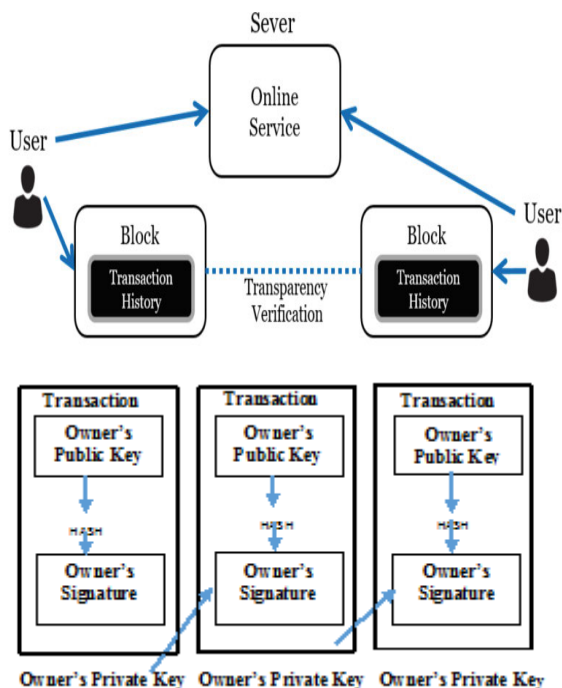 Sever
Online
Service
User
User
Block
Transaction
History
Transparency
Verification
Block
Transaction
History
Transaction
Owner's
Public Key
HASH
Owner's
Signature
Transaction
Owner's
Public Key
HASH
Owner's
Signature
Transaction
Owner's
Public Key
HASH
Owner's
Signature
Owner's Private Key
Owner's Private Key
Owner's Private Key